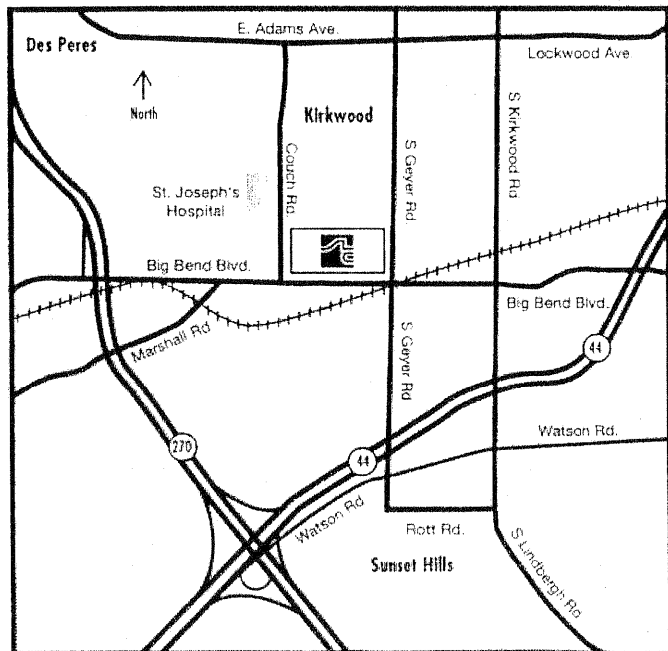 E. Adams Ave.
Des Peres
Lockwood Ave.
North
Kirkwood
S Kirkwood Rd
Couch Rd.
S Geyer Rd.
St. Joseph's
Hospital
Big Bend Blvd.
Big Bend Blvd.
Marshall Rd
S Geyer Rd
44
270
44
Watson Rd.
Watson Rd
Rott Rd.
Sunset Hills
S Lindbergh Rd